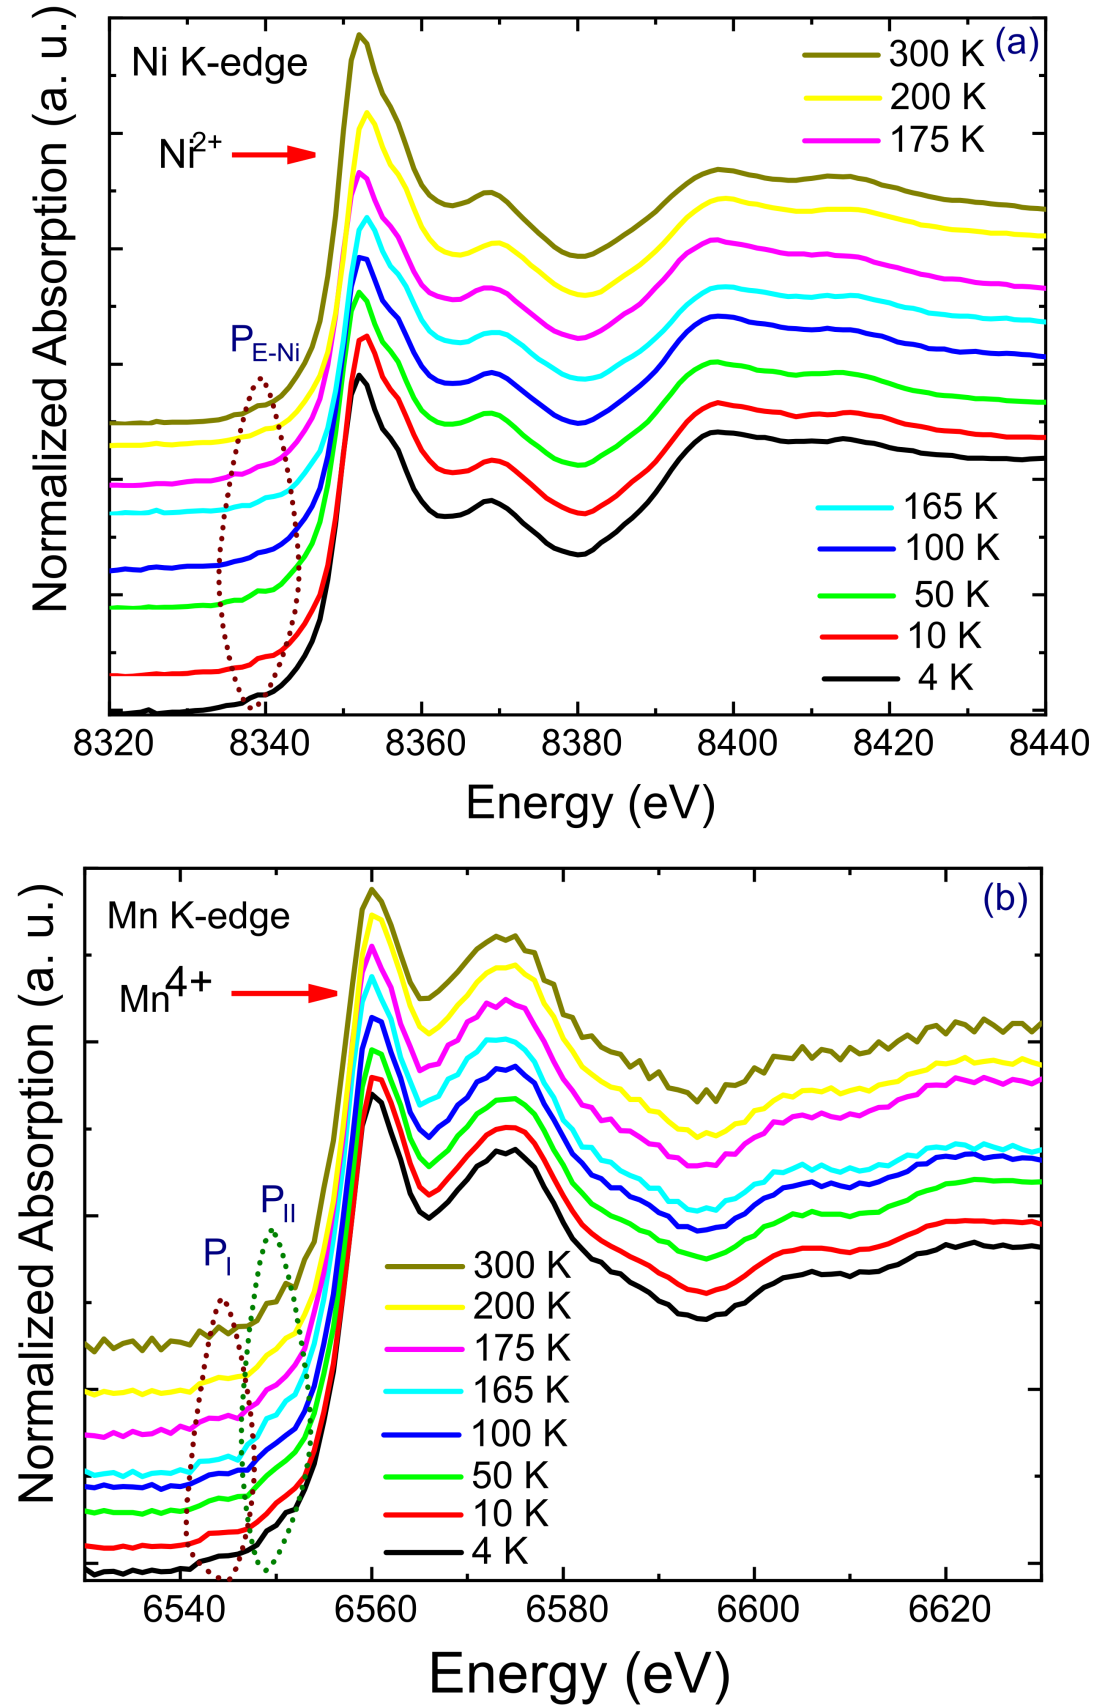 Ni K-edge
(a)
300 K
200 K
175 K
Ni2+
PE-Ni
165 K
100 K
50 K
10 K
4 K
Normalized Absorption (a. u.)
8320 8340 8360 8380 8400 8420 8440
Energy (eV)
Mn K-edge
(b)
Mn4+
PII
PI
300 K
200 K
175 K
165 K
100 K
50 K
10 K
4 K
Normalized Absorption (a. u.)
6540 6560 6580 6600 6620
Energy (eV)